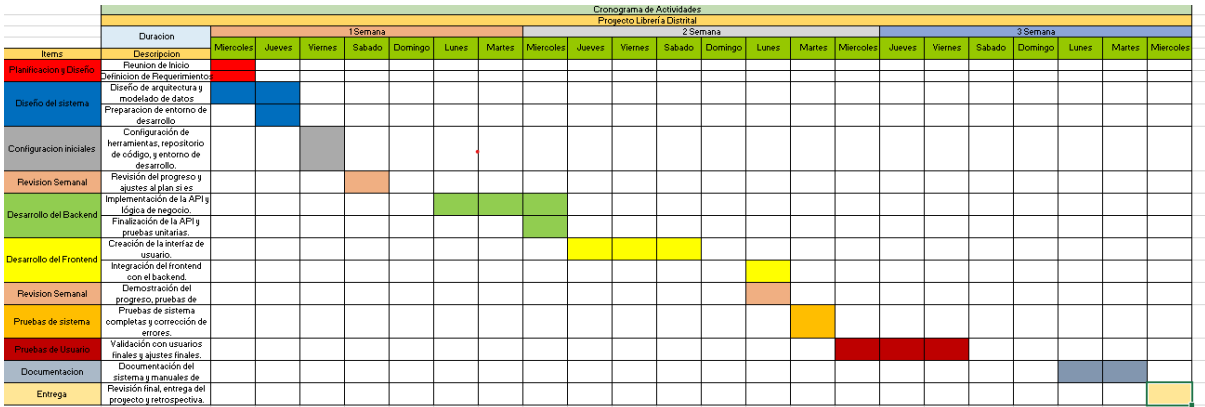 Cronograma de Actividades
Proyecto Librería Distrital
Duracion
1 Semana
2 Semana
3 Semana
Items
Descripcion
Miercoles Jueves Viernes Sabado Domingo Lunes Martes Miercoles Jueves Viernes Sabado Domingo Lunes Martes Miercoles Jueves Viernes Sabado Domingo Lunes Martes Miercoles
Planificacion y Diseño
Reunion de Inicio
Definicion de Requerimientos
Diseño del sistema
Diseño de arquitectura y
modelado de datos
Preparacion de entorno de
desarrollo
Configuracion iniciales
Configuración de
herramientas, repositorio
de código, y entorno de
desarrollo.
Revision Semanal
Revisión del progreso y
ajustes al plan si es
Desarrollo del Backend
Implementación de la API y
lógica de negocio.
Finalización de la API y
pruebas unitarias.
Desarrollo del Frontend
Creación de la interfaz de
usuario.
Integración del frontend
con el backend.
Revision Semanal
Demostración del
progreso, pruebas de
Pruebas de sistema
Pruebas de sistema
completas y corrección de
errores.
Pruebas de Usuario
Validación con usuarios
finales y ajustes finales.
Documentacion
Documentación del
sistema y manuales de
Entrega
Revisión final, entrega del
proyecto y retrospectiva.